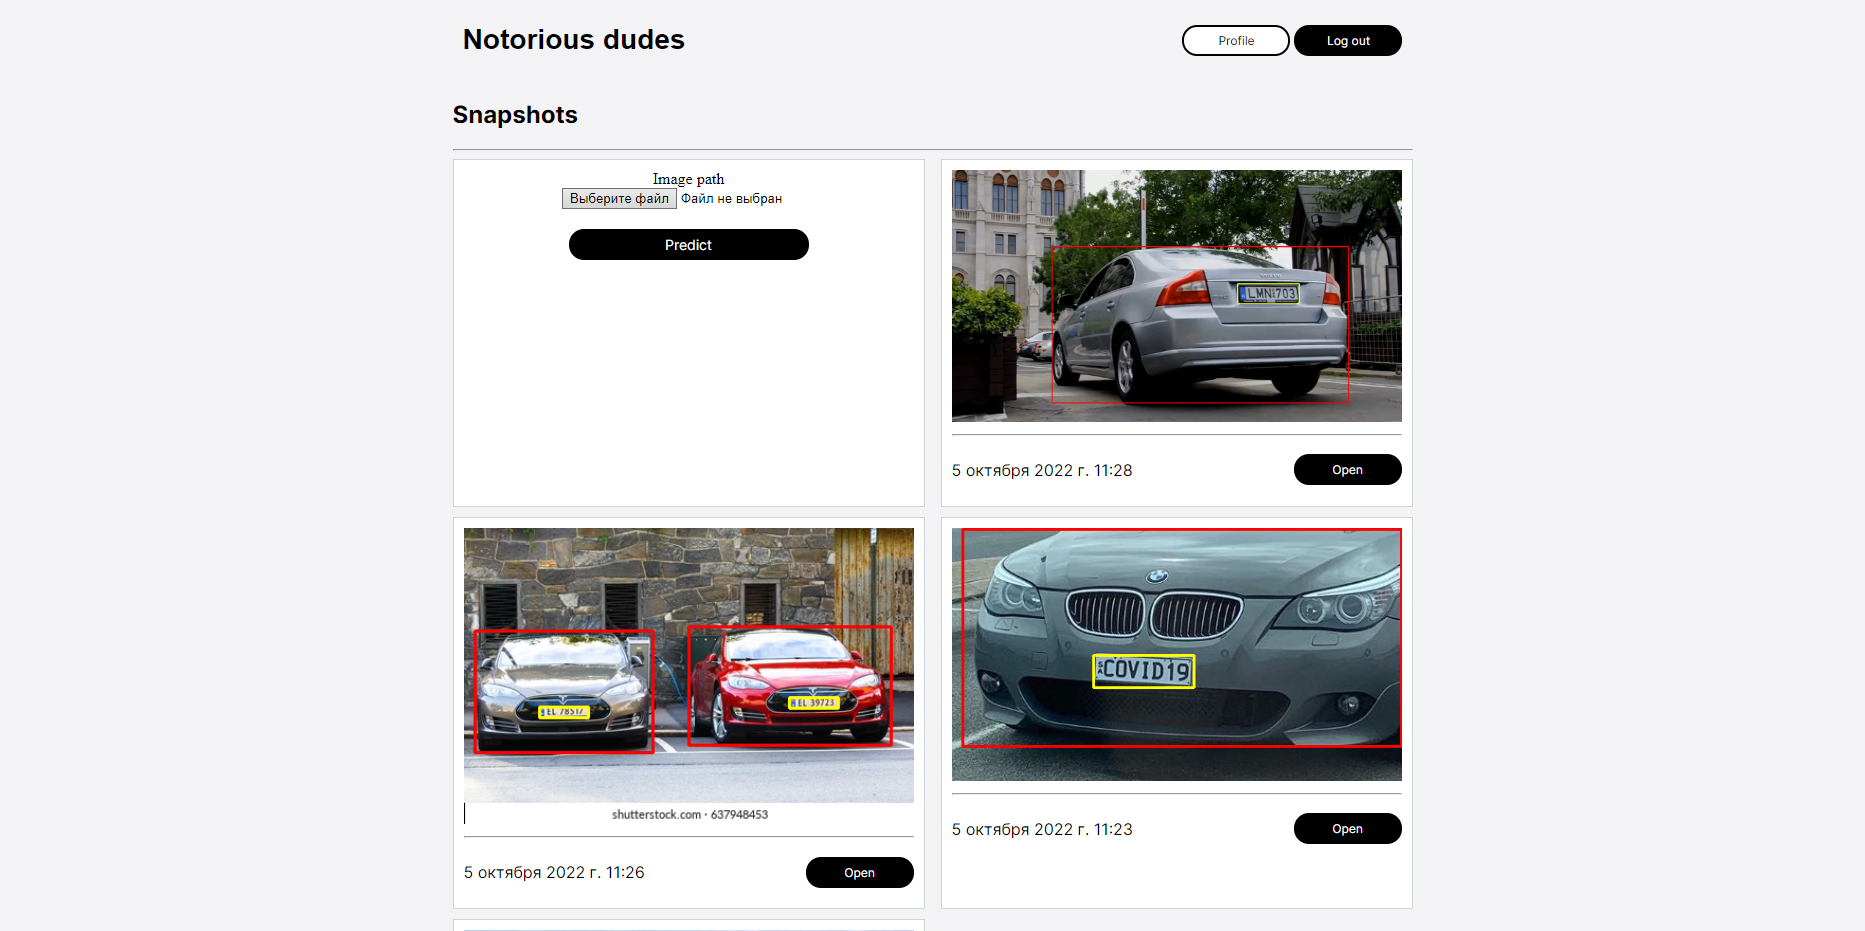 Notorious dudes
Profile
Log out
Snapshots
Image path
Выберите файл Файл не выбран
Predict
LMN 703
5 октября 2022 г. 11:28
Open
EL 78517
EL 39723
shutterstock.com · 637948453
5 октября 2022 г. 11:26
Open
COVID19
5 октября 2022 г. 11:23
Open